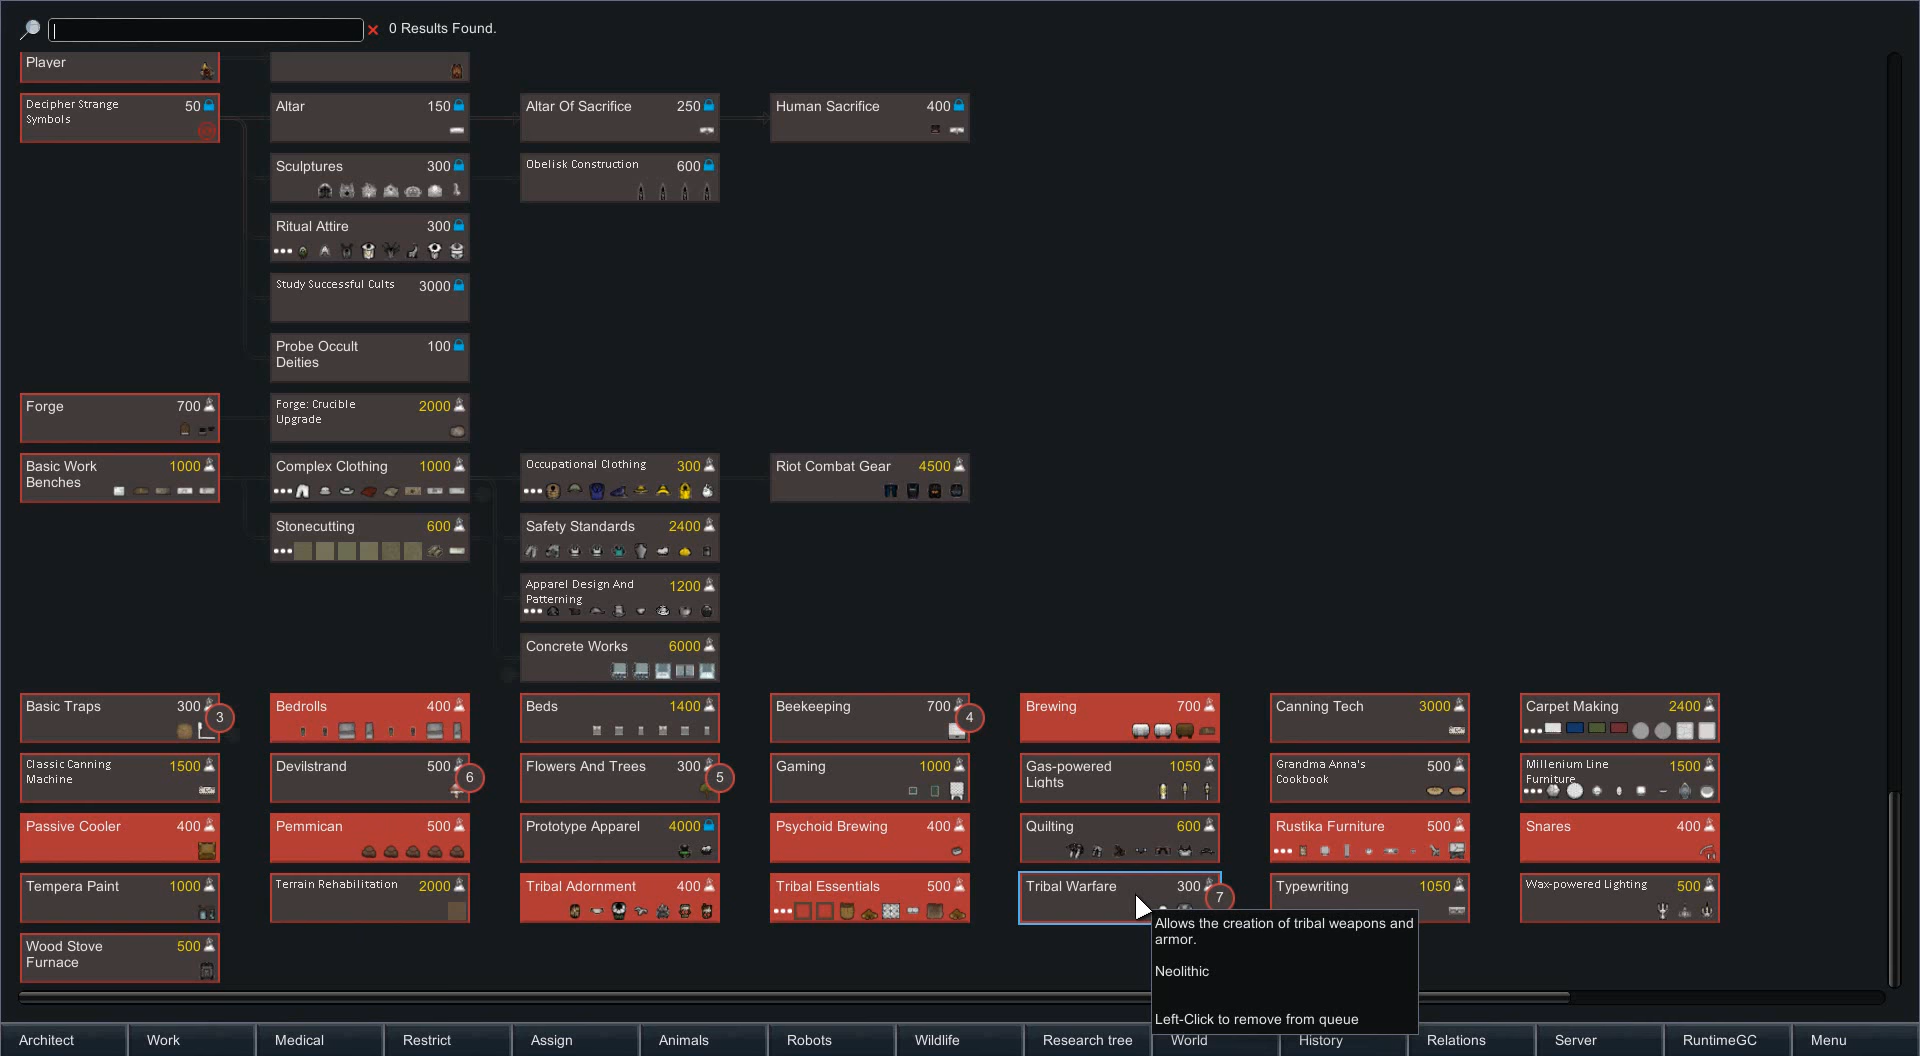 0 Results Found.
Player
Decipher Strange
Symbols
50
Altar 150
Altar Of Sacrifice 250
Human Sacrifice 400
Sculptures 300
Obelisk Construction 600
Ritual Attire 300
Study Successful Cults 3000
Probe Occult
Deities
100
Forge 700
Forge: Crucible
Upgrade
2000
Basic Work
Benches
1000
Complex Clothing 1000
Occupational Clothing 300
Riot Combat Gear 4500
Stonecutting 600
Safety Standards 2400
Apparel Design And
Patterning
1200
Concrete Works 6000
Basic Traps 300
3
Bedrolls 400
Beds 1400
Beekeeping 700
4
Brewing 700
Canning Tech 3000
Carpet Making 2400
Classic Canning
Machine
1500
Devilstrand 500
6
Flowers And Trees 300
5
Gaming 1000
Gas-powered
Lights
1050
Grandma Anna's
Cookbook
500
Millenium Line
Furniture
1500
Passive Cooler 400
Pemmican 500
Prototype Apparel 4000
Psychoid Brewing 400
Quilting 600
Rustika Furniture 500
Snares 400
Tempera Paint 1000
Terrain Rehabilitation 2000
Tribal Adornment 400
Tribal Essentials 500
Tribal Warfare 300
7
Typewriting 1050
Wax-powered Lighting 500
Wood Stove
Furnace
500
Allows the creation of tribal weapons and
armor.
Neolithic
Left-Click to remove from queue
Architect Work Medical Restrict Assign Animals Robots Wildlife Research tree World History Relations Server RuntimeGC Menu